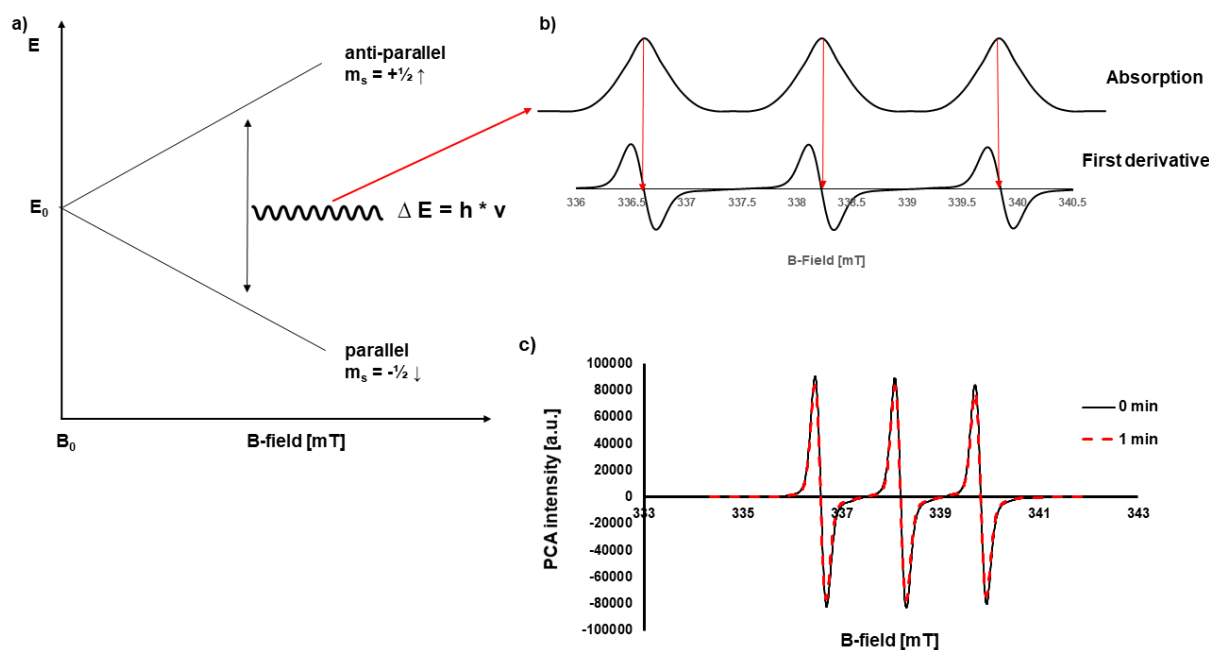 a)
E
anti-parallel
mₛ = +½ ↑
E₀
Δ E = h * v
parallel
mₛ = -½ ↓
B₀
B-field [mT]
b)
Absorption
First derivative
336 336.5 337 337.5 338 338.5 339 339.5 340 340.5
B-Field [mT]
c)
100000
80000
60000
40000
20000
0
-20000
-40000
-60000
-80000
-100000
PCA intensity [a.u.]
333 335 337 339 341 343
B-field [mT]
0 min
1 min